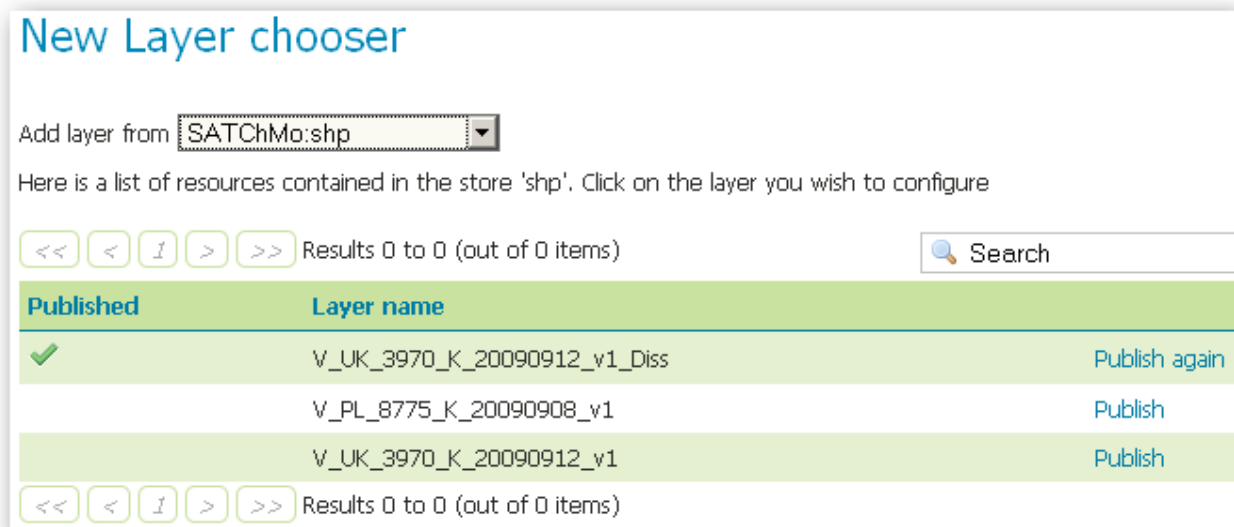 New Layer chooser
Add layer from SATChMo:shp
Here is a list of resources contained in the store 'shp'. Click on the layer you wish to configure
<< < 1 > >> Results 0 to 0 (out of 0 items) Search
Published Layer name
V_UK_3970_K_20090912_v1_Diss Publish again
V_PL_8775_K_20090908_v1 Publish
V_UK_3970_K_20090912_v1 Publish
<< < 1 > >> Results 0 to 0 (out of 0 items)